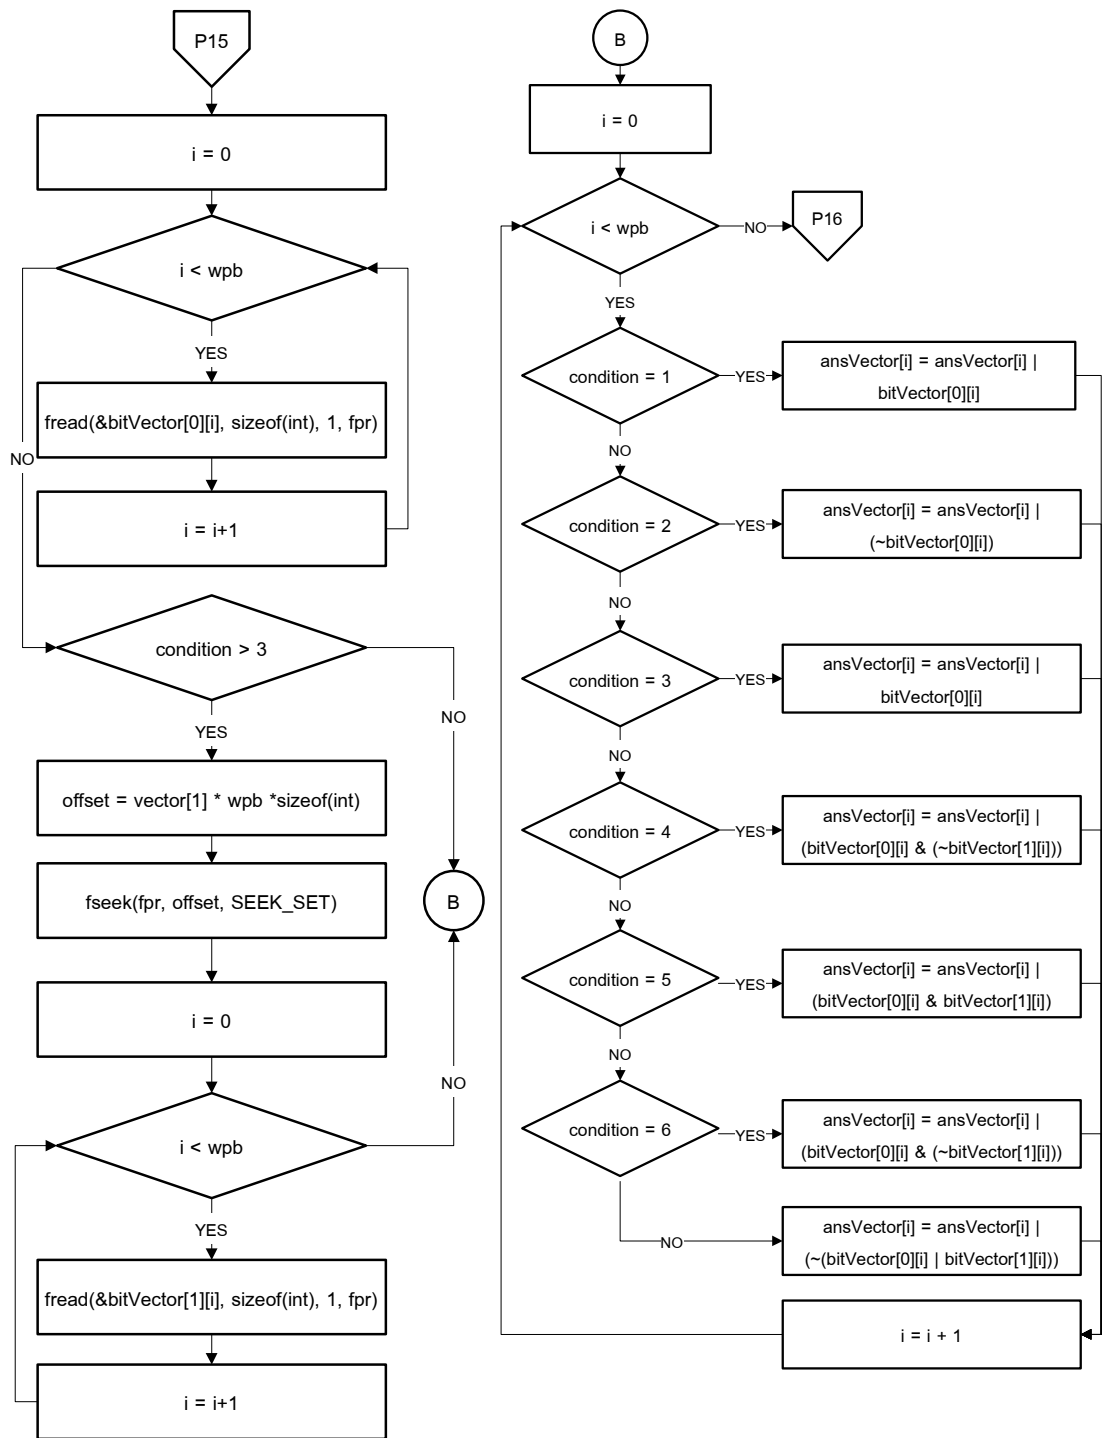 P15
i = 0
i < wpb
YES
NO
fread(&bitVector[0][i], sizeof(int), 1, fpr)
i = i+1
condition > 3
NO
YES
offset = vector[1] * wpb *sizeof(int)
fseek(fpr, offset, SEEK_SET)
B
i = 0
NO
i < wpb
YES
fread(&bitVector[1][i], sizeof(int), 1, fpr)
i = i+1
B
i = 0
i < wpb
NO
P16
YES
condition = 1
YES
ansVector[i] = ansVector[i] |
bitVector[0][i]
NO
condition = 2
YES
ansVector[i] = ansVector[i] |
(~bitVector[0][i])
NO
condition = 3
YES
ansVector[i] = ansVector[i] |
bitVector[0][i]
NO
condition = 4
YES
ansVector[i] = ansVector[i] |
(bitVector[0][i] & (~bitVector[1][i]))
NO
condition = 5
YES
ansVector[i] = ansVector[i] |
(bitVector[0][i] & bitVector[1][i])
NO
condition = 6
YES
ansVector[i] = ansVector[i] |
(bitVector[0][i] & (~bitVector[1][i]))
NO
ansVector[i] = ansVector[i] |
(~(bitVector[0][i] | bitVector[1][i]))
i = i + 1